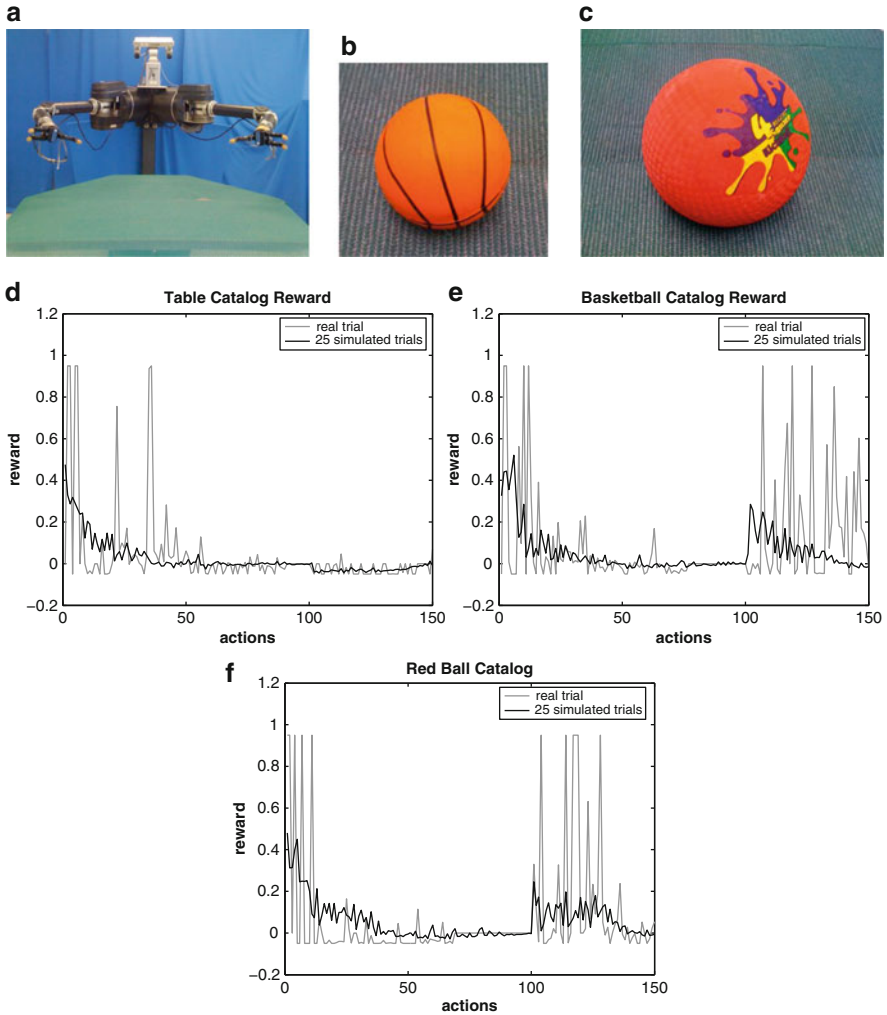 a
b
c
d
Table Catalog Reward
real trial
25 simulated trials
1.2
1
0.8
0.6
0.4
0.2
0
−0.2
reward
0
50
100
150
actions
e
Basketball Catalog Reward
real trial
25 simulated trials
1.2
1
0.8
0.6
0.4
0.2
0
−0.2
reward
0
50
100
150
actions
f
Red Ball Catalog
real trial
25 simulated trials
1.2
1
0.8
0.6
0.4
0.2
0
−0.2
reward
0
50
100
150
actions